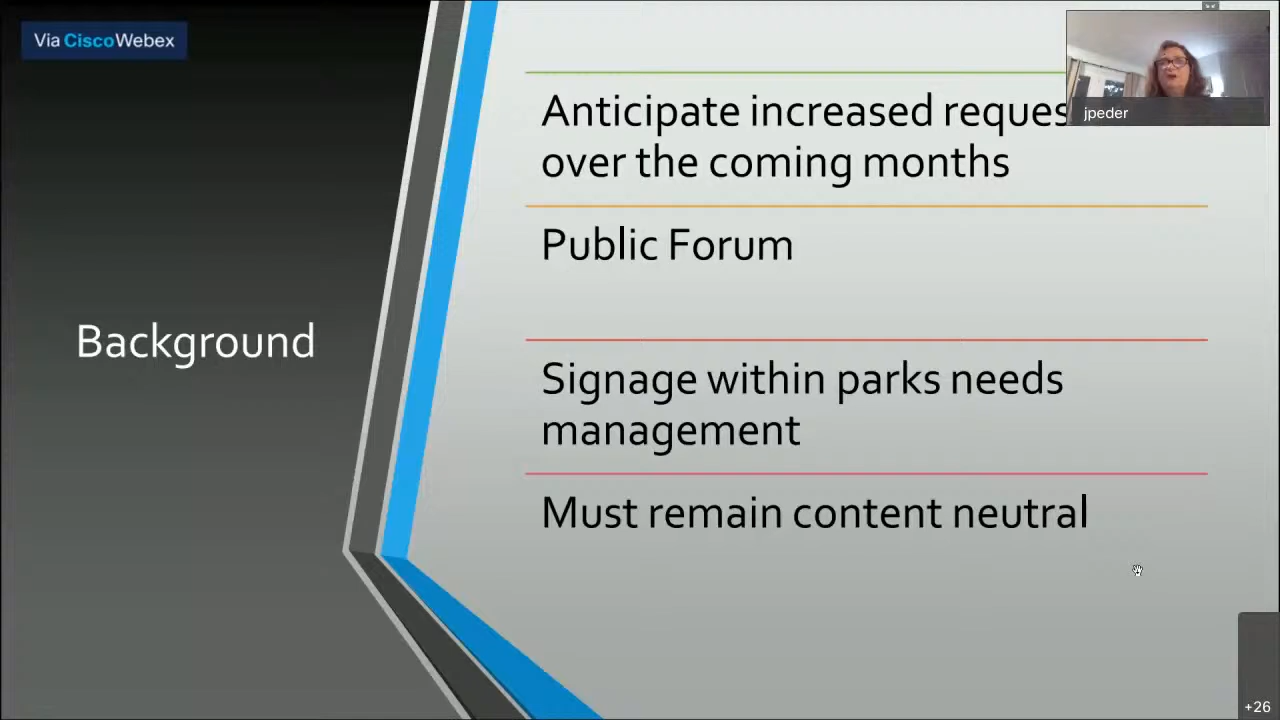 Via CiscoWebex
jpeder
Anticipate increased reques
over the coming months
Public Forum
Background
Signage within parks needs
management
Must remain content neutral
+26